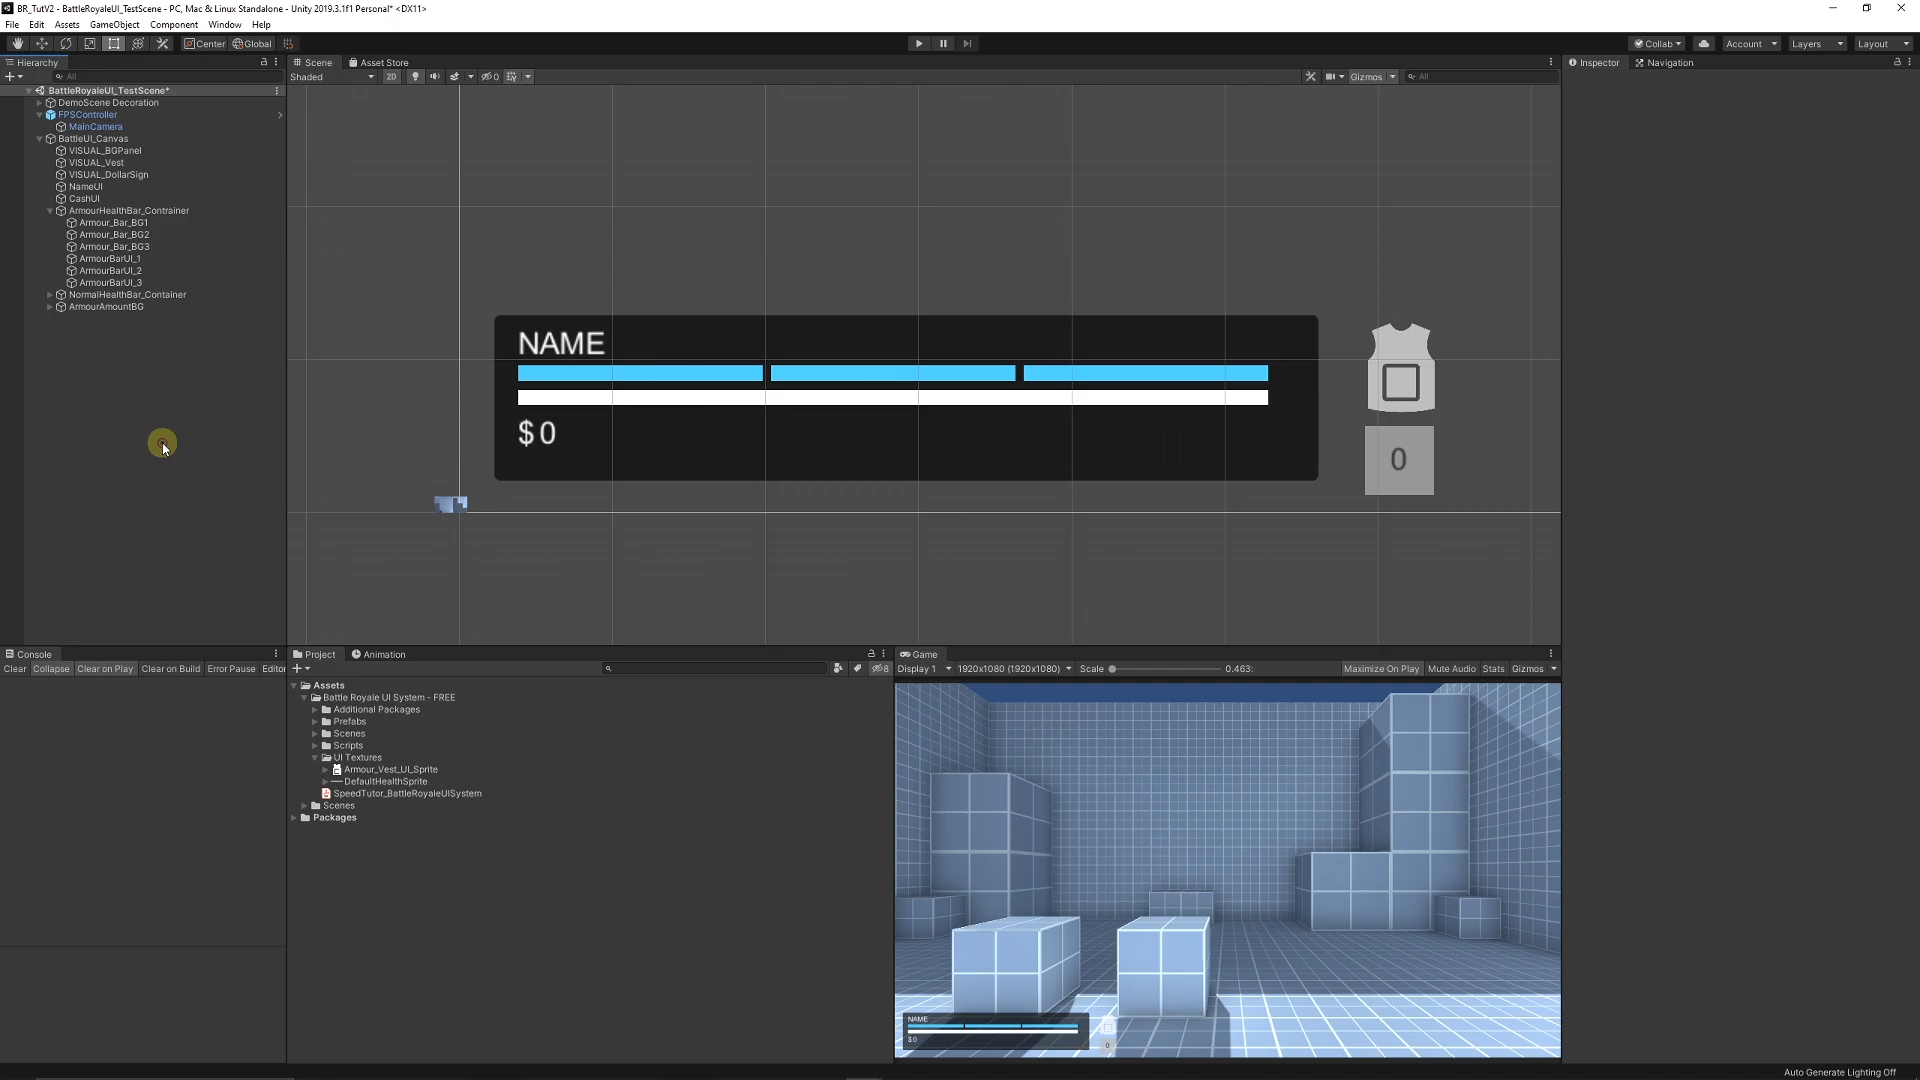 BR_TutV2 - BattleRoyaleUI_TestScene - PC, Mac & Linux Standalone - Unity 2019.3.1f1 Personal* <DX11>
File Edit Assets GameObject Component Window Help
Center Global Collab Account Layers Layout
Hierarchy Scene Asset Store Inspector Navigation
All Shaded 2D 0 Gizmos All
BattleRoyaleUI_TestScene*
DemoScene Decoration
FPSController
MainCamera
BattleUI_Canvas
VISUAL_BGPanel
VISUAL_Vest
VISUAL_DollarSign
NameUI
CashUI
ArmourHealthBar_Contrainer
Armour_Bar_BG1
Armour_Bar_BG2
Armour_Bar_BG3
ArmourBarUI_1
ArmourBarUI_2
ArmourBarUI_3
NormalHealthBar_Container
ArmourAmountBG
NAME
$0
0
Console Project Animation Game
Clear Collapse Clear on Play Clear on Build Error Pause Editor
8 Display 1 1920x1080 (1920x1080) Scale 0.463: Maximize On Play Mute Audio Stats Gizmos
Assets
Battle Royale UI System - FREE
Additional Packages
Prefabs
Scenes
Scripts
UI Textures
Armour_Vest_UI_Sprite
DefaultHealthSprite
SpeedTutor_BattleRoyaleUISystem
Scenes
Packages
NAME
$0
0
Auto Generate Lighting Off